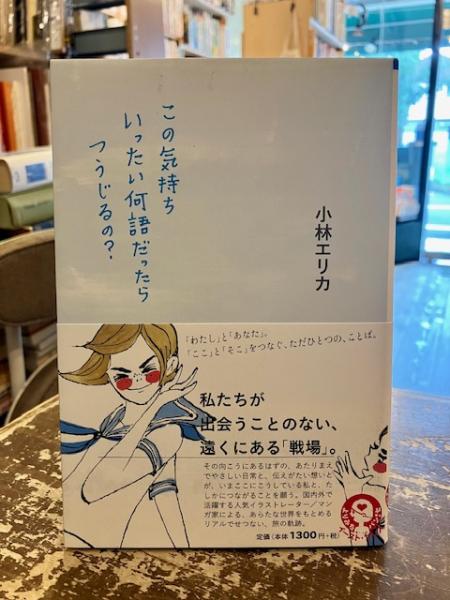 この気持ち
いったい何語だったら
つうじるの?
小林エリカ
「わたし」と「あなた」。
「ここ」と「そこ」をつなぐ、ただひとつの、ことば。
私たちが
出会うことのない、
遠くにある「戦場」。
その向こうにあるはずの、あたりまえ
でやさしい日常と、伝えがたい想いと
が、いまここにこうしている私と、た
しかにつながることを願う。国内外で
活躍する人気イラストレーター/マン
ガ家による、あらたな世界をもとめる
リアルでせつない、旅の軌跡。
定価(本体1300円+税)